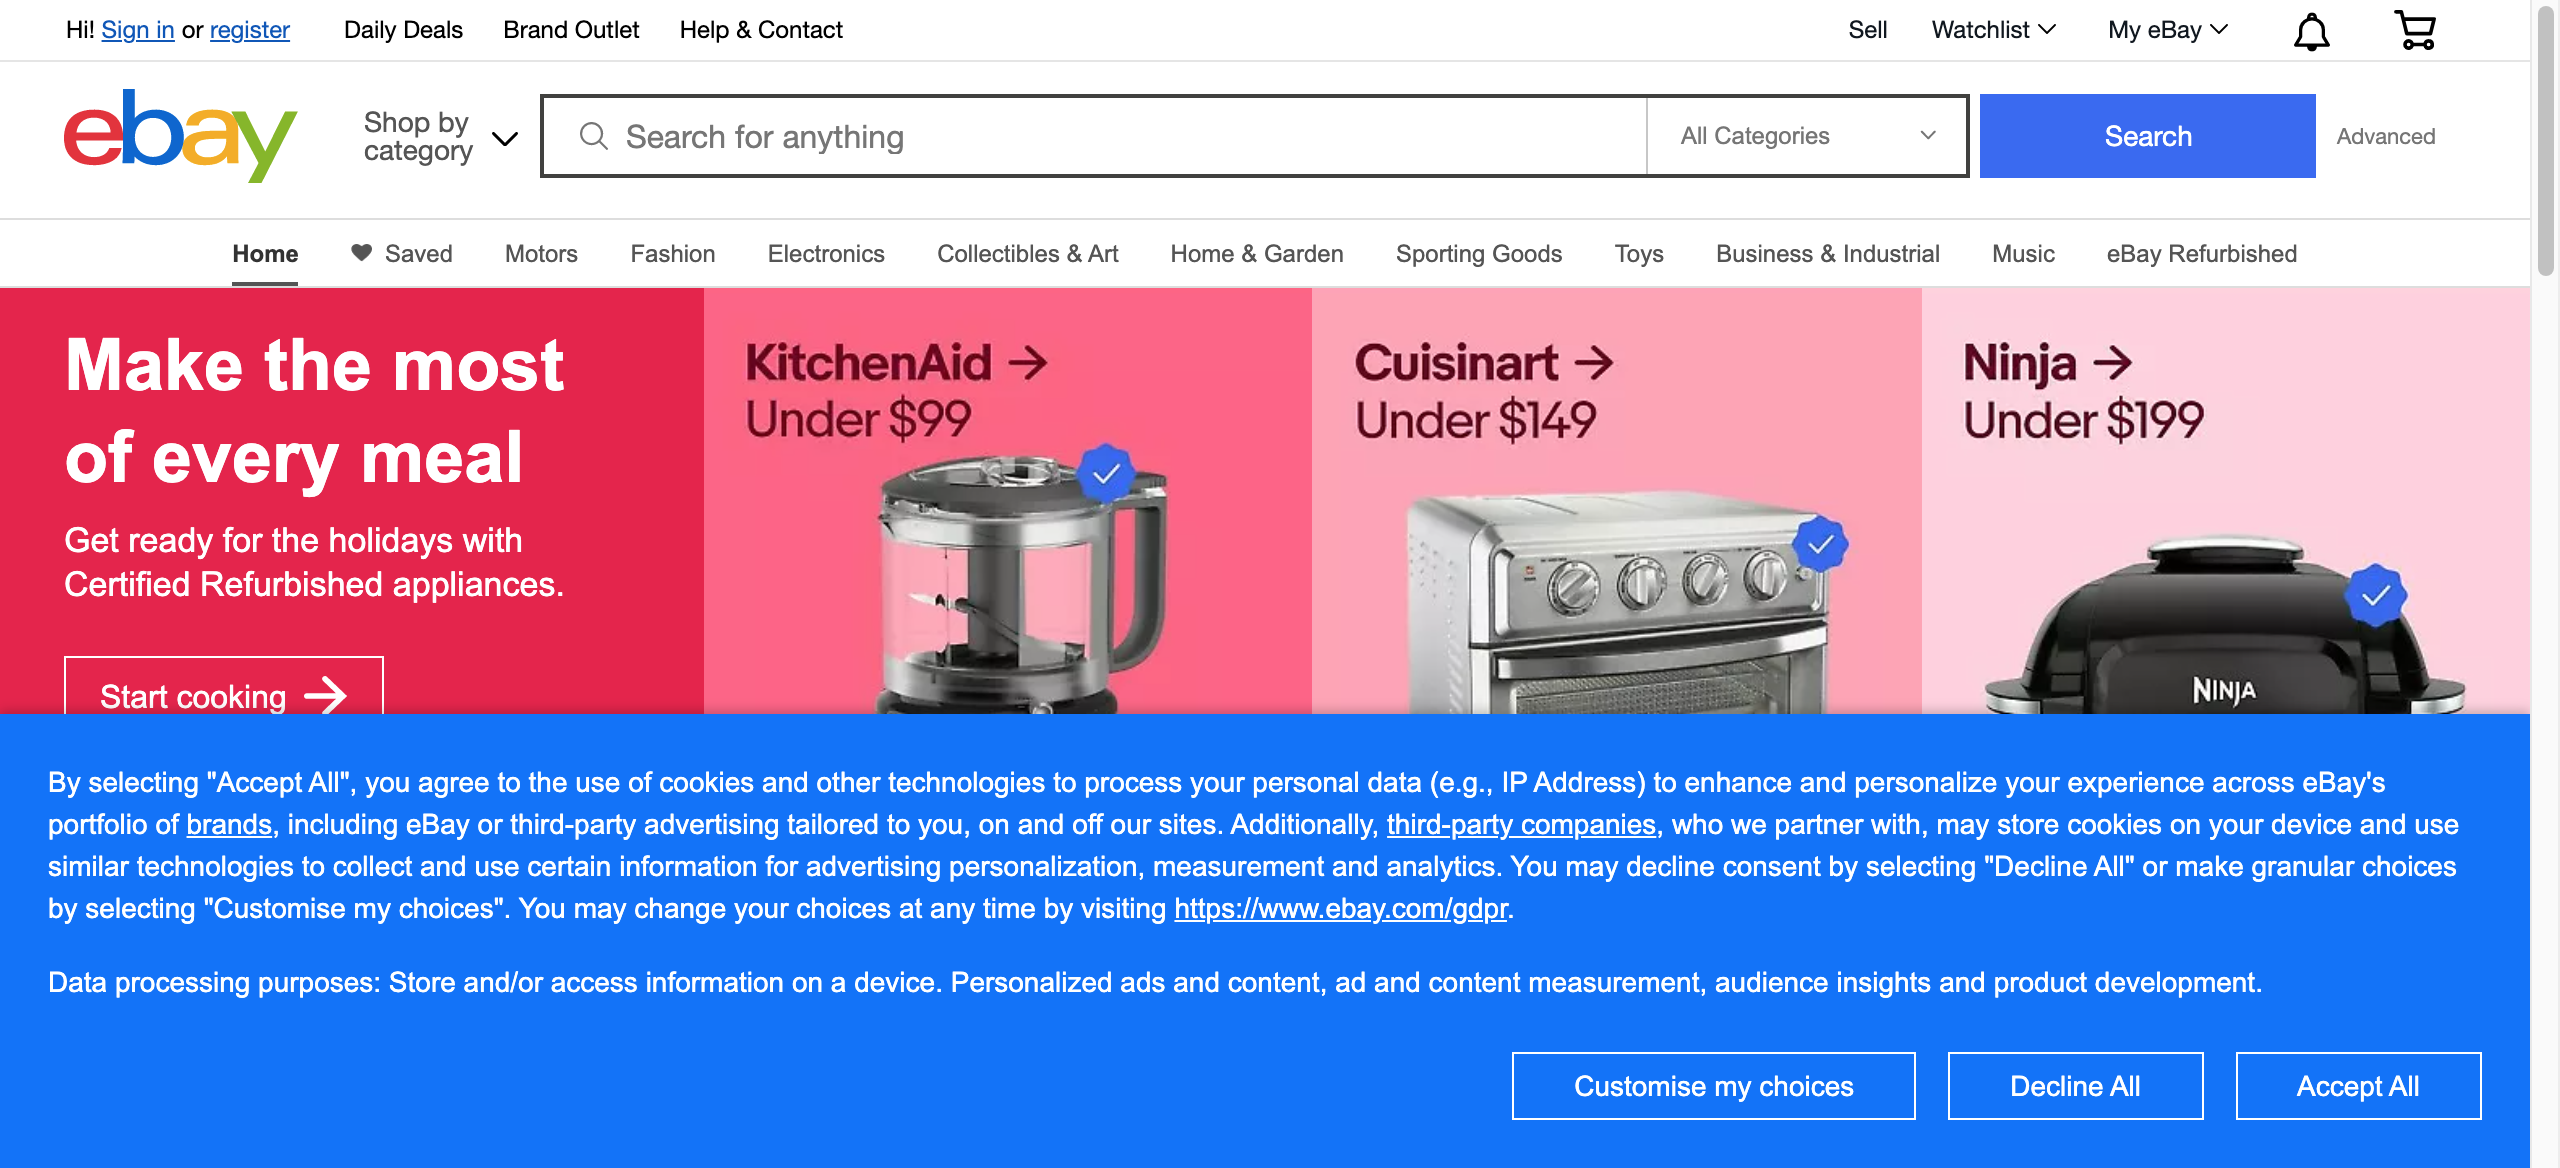 Hi! Sign in or register Daily Deals Brand Outlet Help & Contact Sell Watchlist My eBay
ebay
Shop by
category
Search for anything All Categories Search Advanced
Home Saved Motors Fashion Electronics Collectibles & Art Home & Garden Sporting Goods Toys Business & Industrial Music eBay Refurbished
Make the most
of every meal
Get ready for the holidays with
Certified Refurbished appliances.
Start cooking
KitchenAid →
Under $99
Cuisinart →
Under $149
Ninja →
Under $199
NINJA
By selecting "Accept All", you agree to the use of cookies and other technologies to process your personal data (e.g., IP Address) to enhance and personalize your experience across eBay's
portfolio of brands, including eBay or third-party advertising tailored to you, on and off our sites. Additionally, third-party companies, who we partner with, may store cookies on your device and use
similar technologies to collect and use certain information for advertising personalization, measurement and analytics. You may decline consent by selecting "Decline All" or make granular choices
by selecting "Customise my choices". You may change your choices at any time by visiting https://www.ebay.com/gdpr.
Data processing purposes: Store and/or access information on a device. Personalized ads and content, ad and content measurement, audience insights and product development.
Customise my choices Decline All Accept All